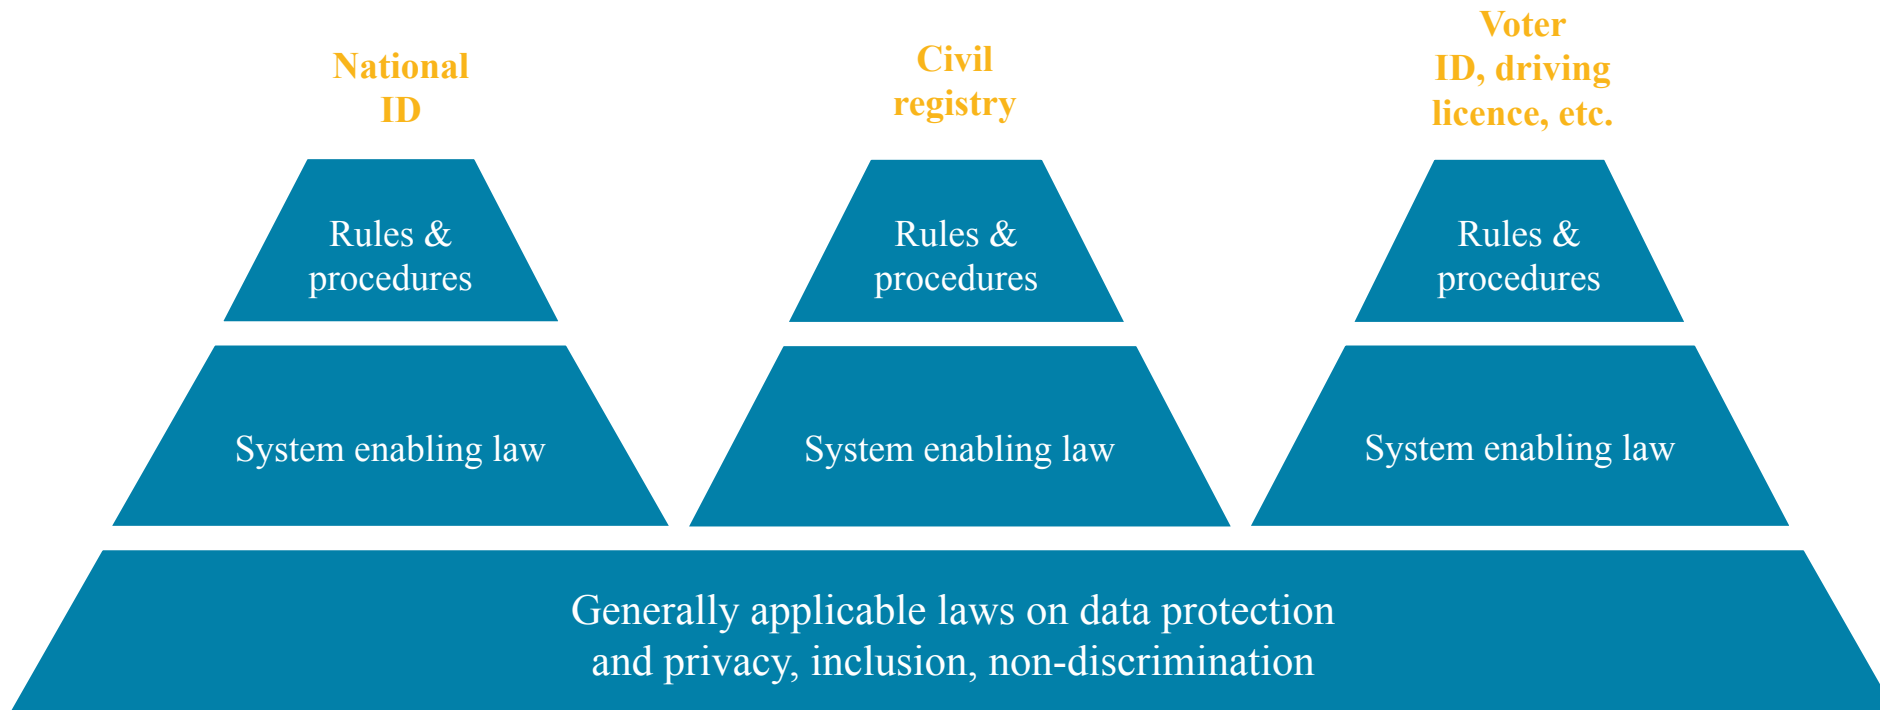 National
ID
Civil
registry
Voter
ID, driving
licence, etc.
Rules &
procedures
Rules &
procedures
Rules &
procedures
System enabling law
System enabling law
System enabling law
Generally applicable laws on data protection
and privacy, inclusion, non-discrimination